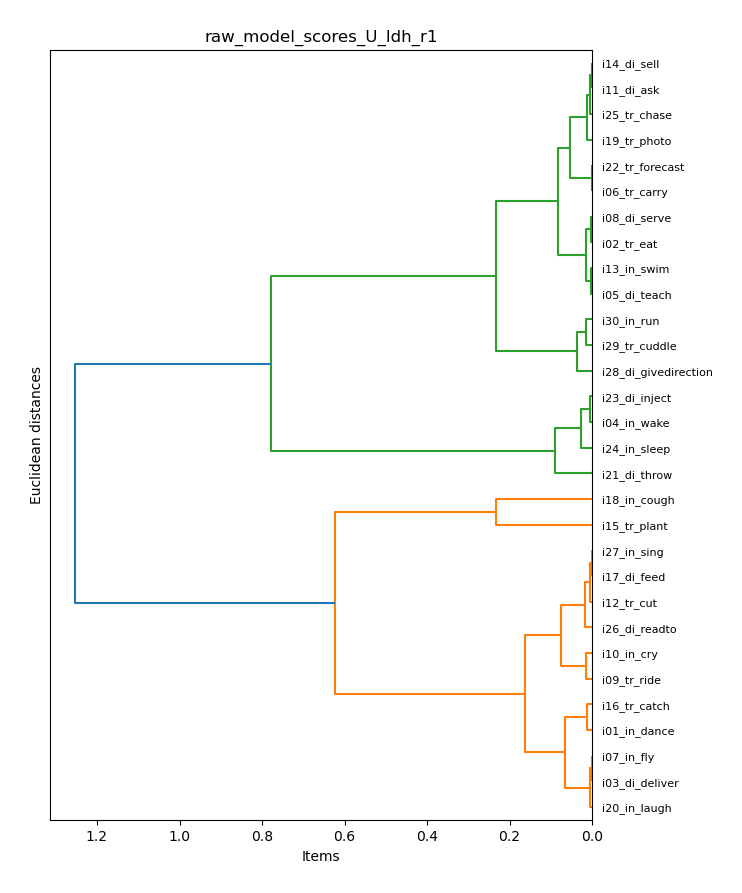 raw_model_scores_U_ldh_r1
i14_di_sell
i11_di_ask
i25_tr_chase
i19_tr_photo
i22_tr_forecast
i06_tr_carry
i08_di_serve
i02_tr_eat
i13_in_swim
i05_di_teach
i30_in_run
i29_tr_cuddle
i28_di_givedirection
i23_di_inject
i04_in_wake
i24_in_sleep
i21_di_throw
i18_in_cough
i15_tr_plant
i27_in_sing
i17_di_feed
i12_tr_cut
i26_di_readto
i10_in_cry
i09_tr_ride
i16_tr_catch
i01_in_dance
i07_in_fly
i03_di_deliver
i20_in_laugh
Euclidean distances
1.2 1.0 0.8 0.6 0.4 0.2 0.0
Items